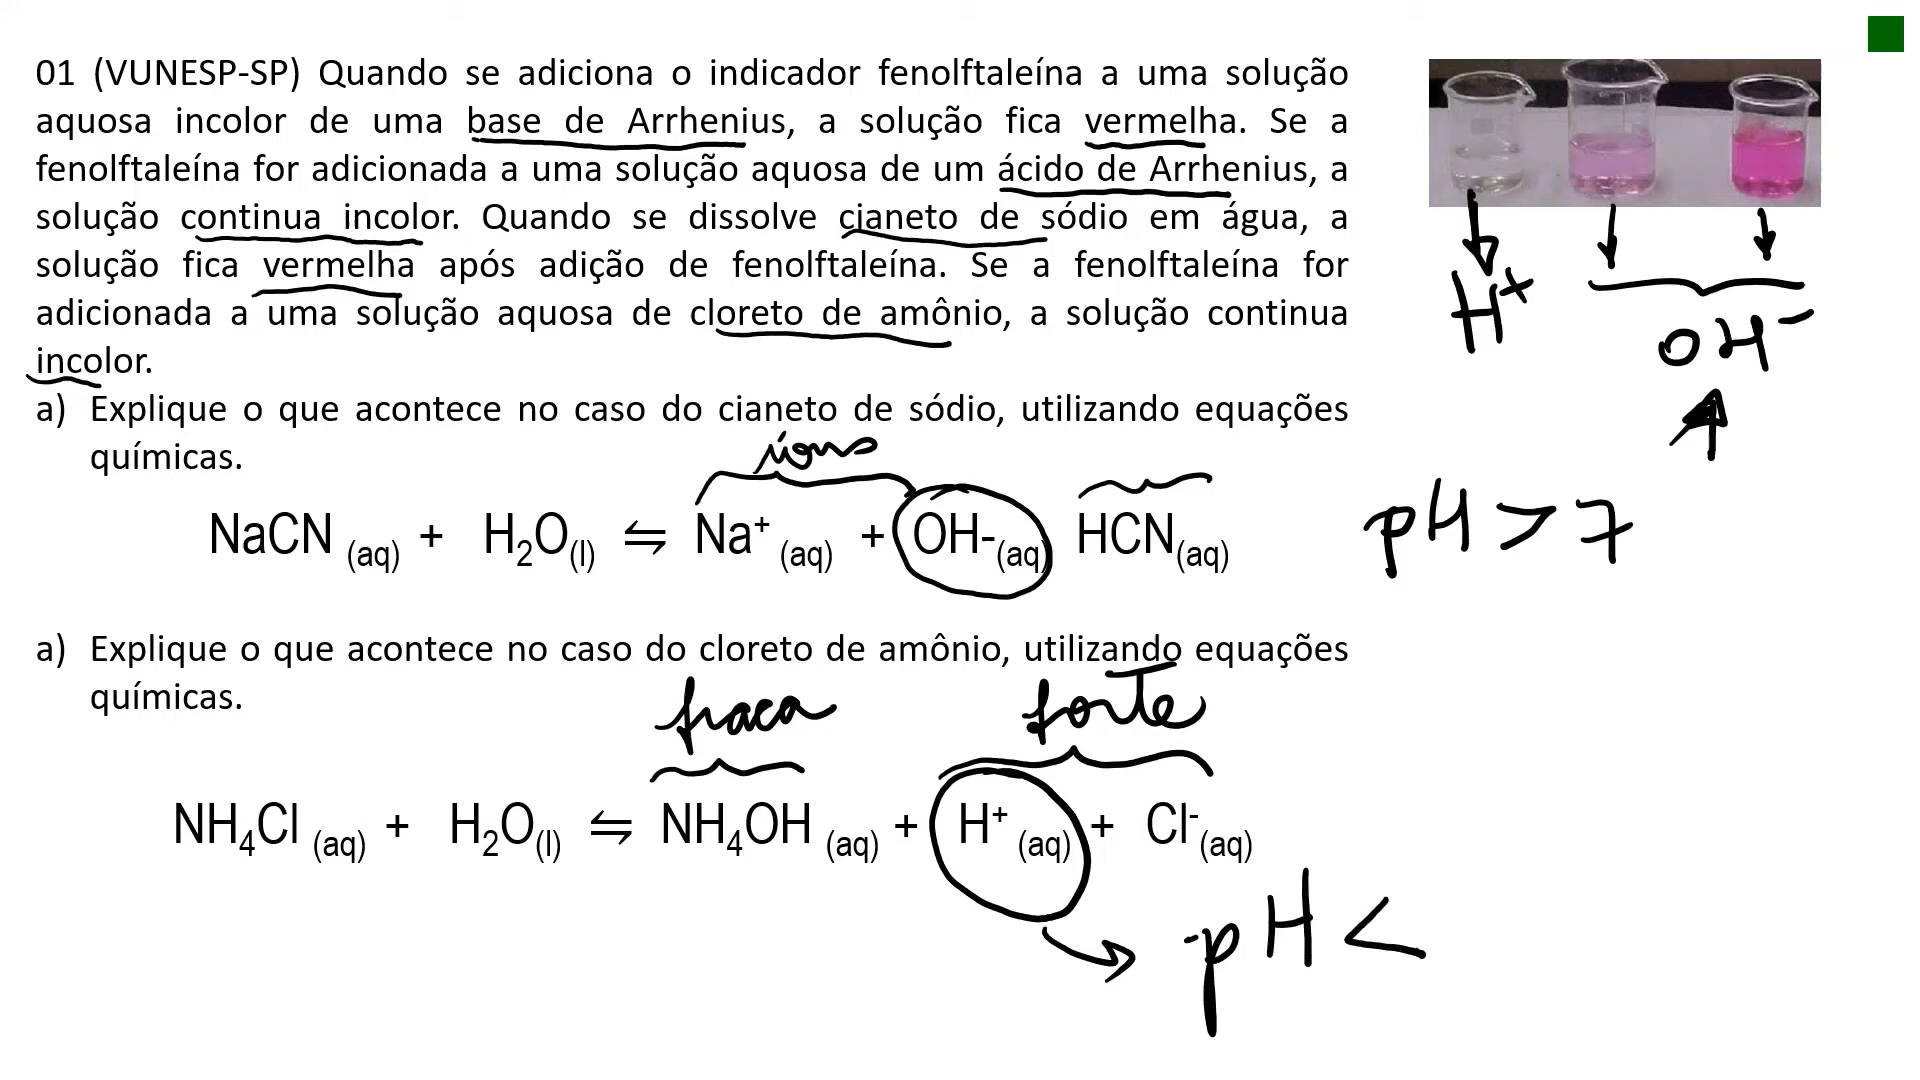 01 (VUNESP-SP) Quando se adiciona o indicador fenolftaleína a uma solução
aquosa incolor de uma base de Arrhenius, a solução fica vermelha. Se a
fenolftaleína for adicionada a uma solução aquosa de um ácido de Arrhenius, a
solução continua incolor. Quando se dissolve cianeto de sódio em água, a
solução fica vermelha após adição de fenolftaleína. Se a fenolftaleína for
adicionada a uma solução aquosa de cloreto de amônio, a solução continua
incolor.
H⁺
OH⁻
a) Explique o que acontece no caso do cianeto de sódio, utilizando equações
químicas.
íons
NaCN (aq) + H₂O(l) ⇋ Na⁺ (aq) + OH-(aq) HCN(aq)
pH > 7
a) Explique o que acontece no caso do cloreto de amônio, utilizando equações
químicas.
fraca forte
NH₄Cl (aq) + H₂O(l) ⇋ NH₄OH (aq) + H⁺ (aq) + Cl⁻(aq)
pH <